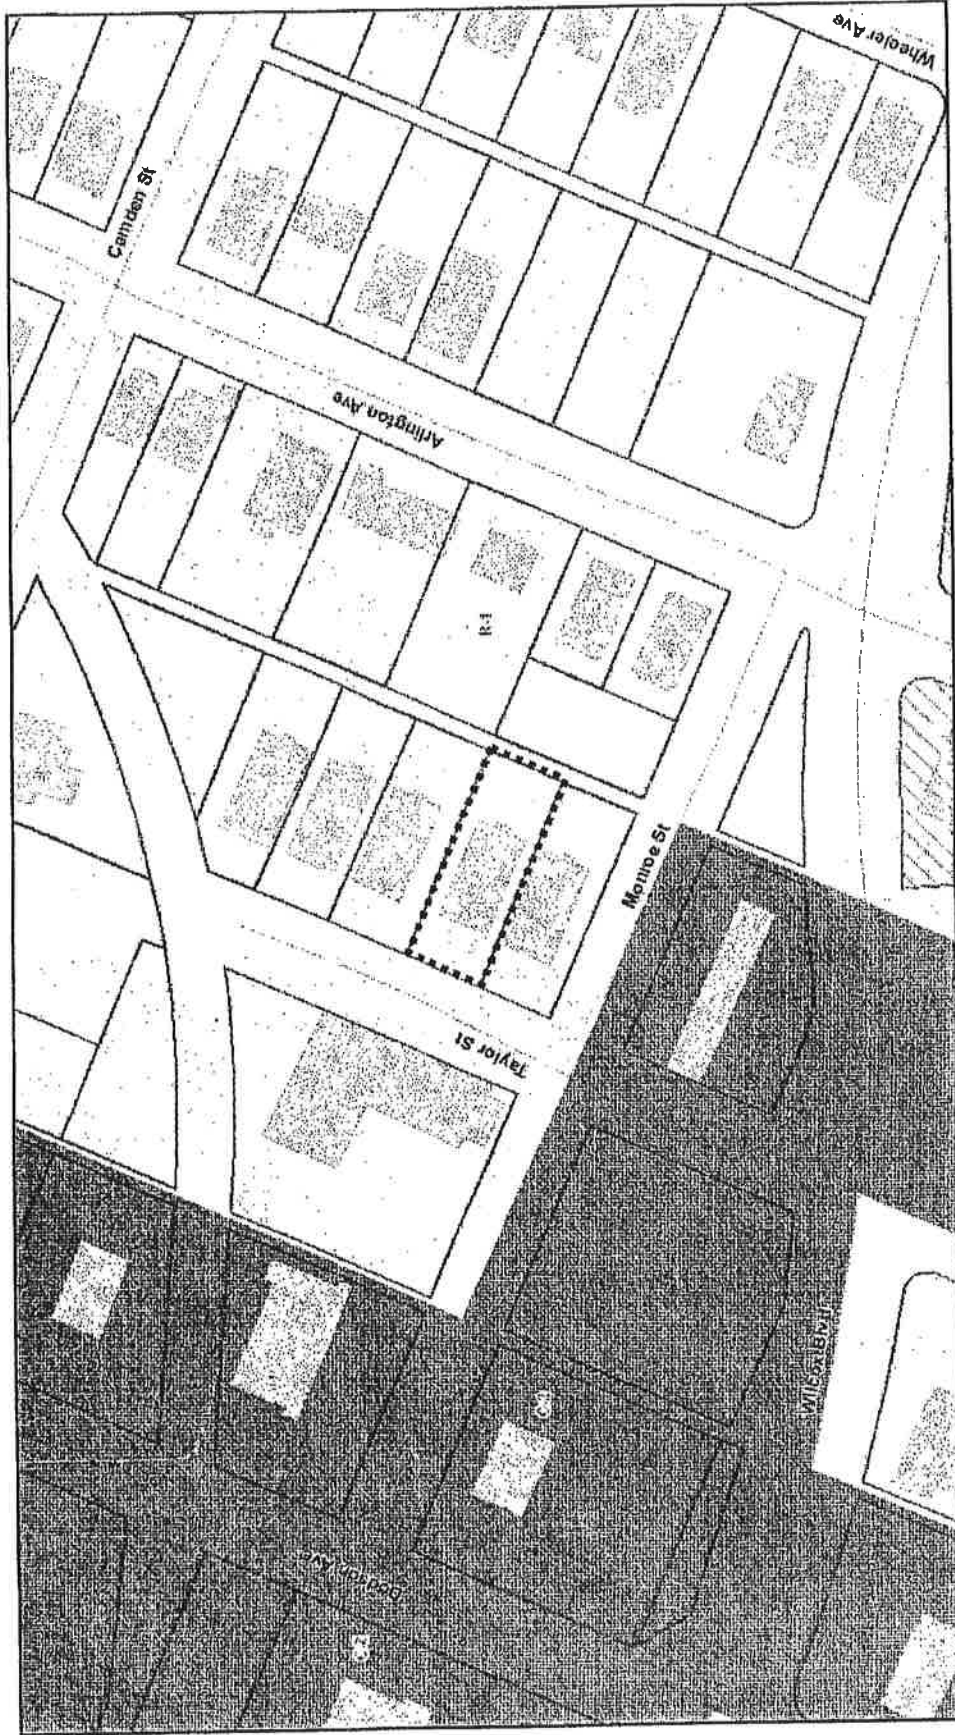 Wheeler Ave
Camden St
Arlington Ave
R-1
Monroe St
Taylor St
Wilcox Blvd
Dodson Ave